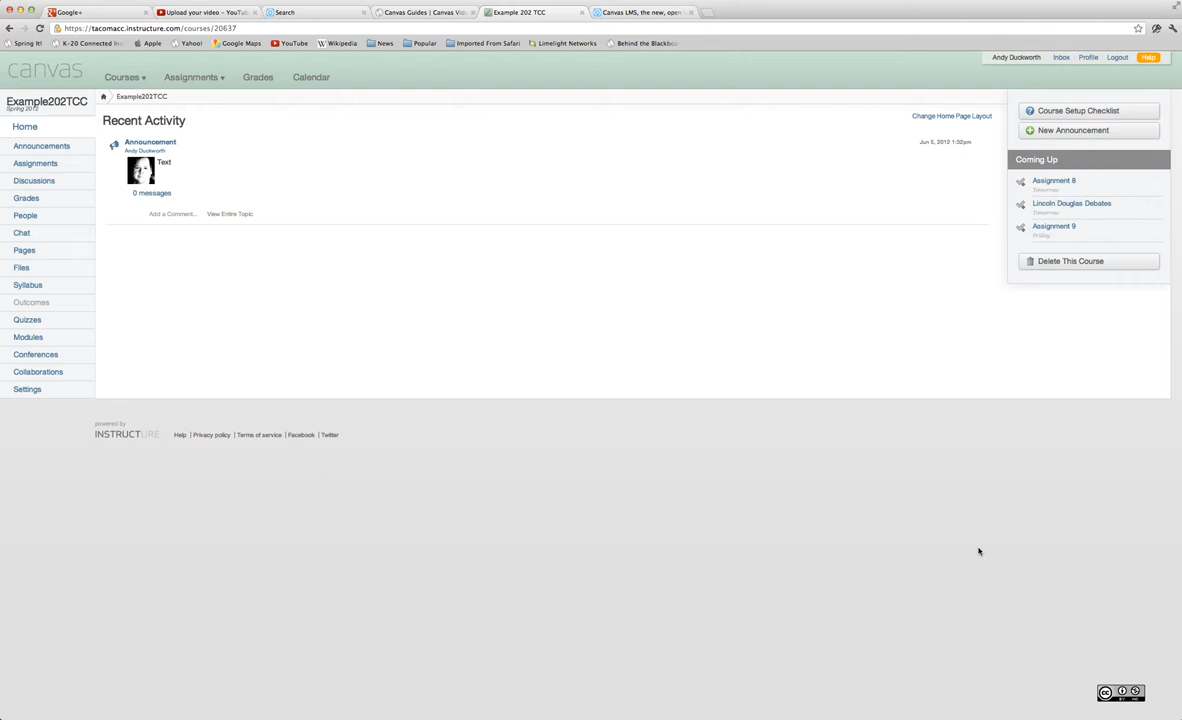 Google+
Upload your video - YouTub
Search
Canvas Guides | Canvas Vid
Example 202 TCC
Canvas LMS, the new, open
https://tacomacc.instructure.com/courses/20637
Spring It!
K-20 Connected In
Apple
Yahoo!
Google Maps
YouTube
Wikipedia
News
Popular
Imported From Safari
Limelight Networks
Behind the Blackbo
canvas
Courses
Assignments
Grades
Calendar
Andy Duckworth
Inbox
Profile
Logout
Help
Example202TCC
Spring 2012
Home
Announcements
Assignments
Discussions
Grades
People
Chat
Pages
Files
Syllabus
Outcomes
Quizzes
Modules
Conferences
Collaborations
Settings
Example202TCC
Recent Activity
Change Home Page Layout
Announcement
Jun 5, 2012 1:32pm
Andy Duckworth
Text
0 messages
Add a Comment...
View Entire Topic
Course Setup Checklist
New Announcement
Coming Up
Assignment 8
Tomorrow
Lincoln Douglas Debates
Tomorrow
Assignment 9
Friday
Delete This Course
powered by
INSTRUCTURE
Help | Privacy policy | Terms of service | Facebook | Twitter
CC
BY NC